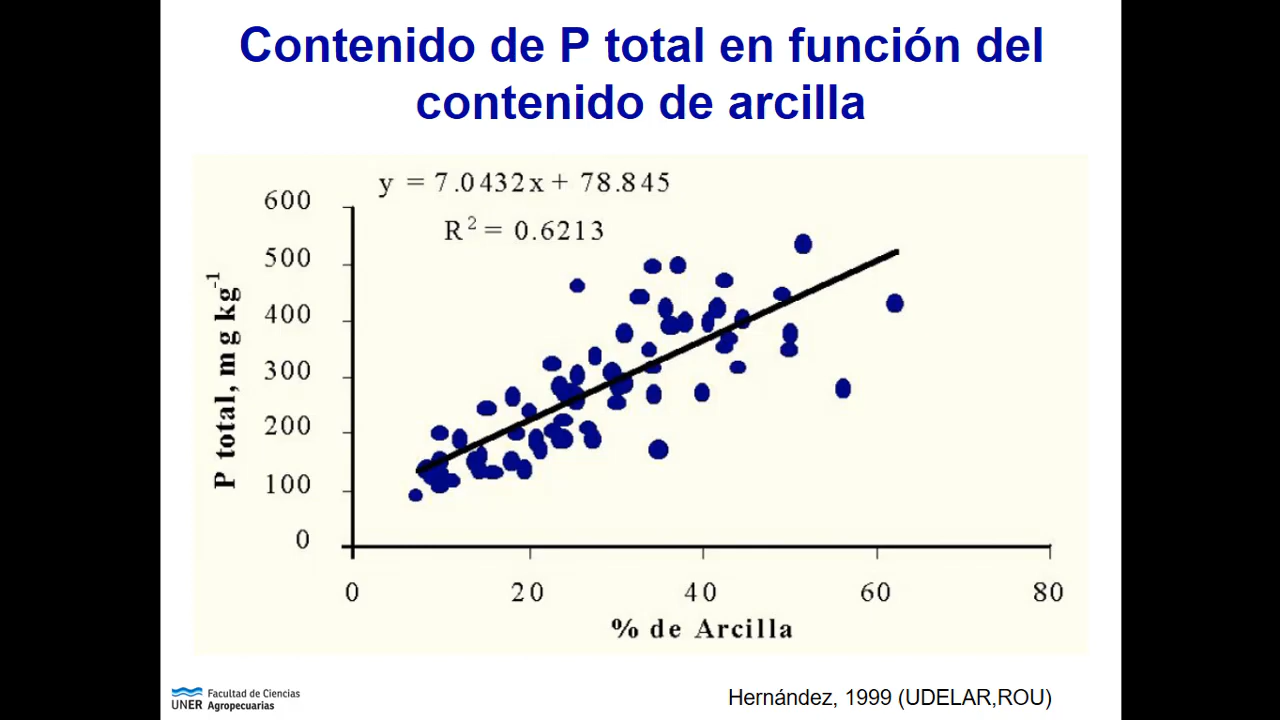 Contenido de P total en función del
contenido de arcilla
y = 7.0432x + 78.845
R² = 0.6213
600
500
400
300
200
100
0
P total, mg kg⁻¹
0 20 40 60 80
% de Arcilla
UNER Facultad de Ciencias
Agropecuarias
Hernández, 1999 (UDELAR,ROU)